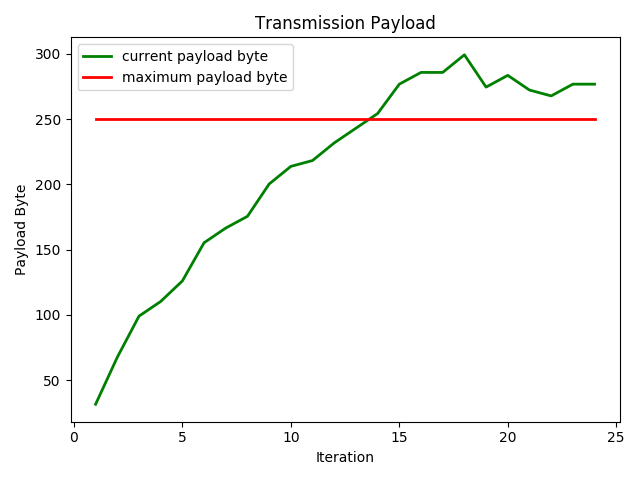 Transmission Payload
current payload byte
maximum payload byte
300
250
200
150
100
50
Payload Byte
0 5 10 15 20 25
Iteration